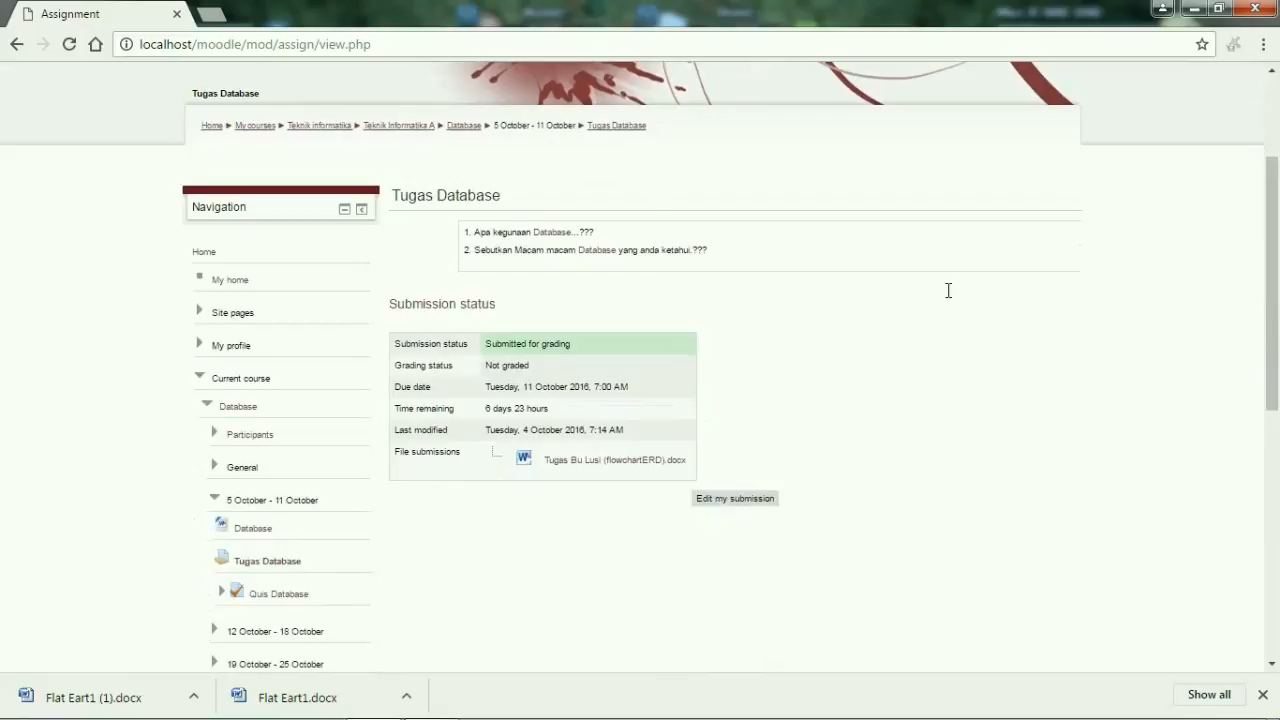 Assignment
localhost/moodle/mod/assign/view.php
Tugas Database
Home ► My courses ► Teknik informatika ► Teknik Informatika A ► Database ► 5 October - 11 October ► Tugas Database
Navigation
Home
My home
Site pages
My profile
Current course
Database
Participants
General
5 October - 11 October
Database
Tugas Database
Quis Database
12 October - 18 October
19 October - 25 October
Tugas Database
1. Apa kegunaan Database...???
2. Sebutkan Macam macam Database yang anda ketahui.???
Submission status
Submission status Submitted for grading
Grading status Not graded
Due date Tuesday, 11 October 2016, 7:00 AM
Time remaining 6 days 23 hours
Last modified Tuesday, 4 October 2016, 7:14 AM
File submissions Tugas Bu Lusi (flowchartERD).docx
Edit my submission
Flat Eart1 (1).docx
Flat Eart1.docx
Show all